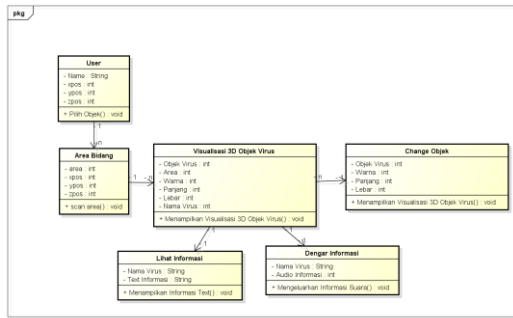 pkg
User
- Name : String
- xpos : int
- ypos : int
- zpos : int
+ Pilih Objek() : void
1
n
Area Bidang
- area : int
- xpos : int
- ypos : int
- zpos : int
+ scan area() : void
1
n
Visualisasi 3D Objek Virus
- Objek Virus : int
- Area : int
- Warna : int
- Panjang : int
- Lebar : int
- Nama Virus : int
+ Menampilkan Visualisasi 3D Objek Virus() : void
n
Change Objek
- Objek Virus : int
- Warna : int
- Panjang : int
- Lebar : int
+ Menampilkan Visualisasi 3D Objek Virus() : void
1
1
Lihat Informasi
- Nama Virus : String
- Text Informasi : String
+ Menampilkan Informasi Text() : void
Dengar Informasi
- Nama Virus : String
- Audio Informasi : int
+ Mengeluarkan Informasi Suara() : void